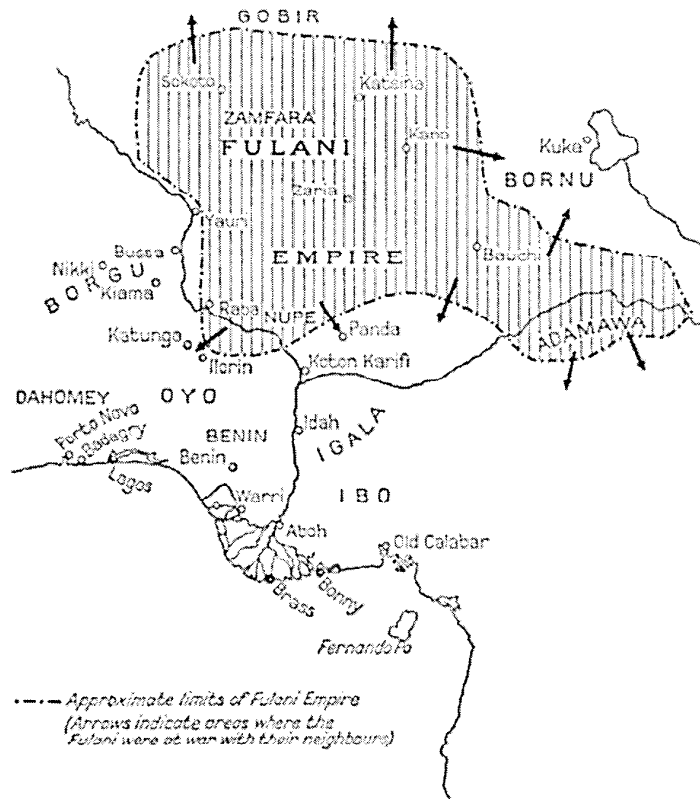 GOBIR
Sokoto
Katsina
ZAMFARA
FULANI
Kano
Kuka
Zaria
BORNU
Yauri
Bussa
Nikki
BORGU
Kiama
EMPIRE
Bauchi
Raba
NUPE
Panda
ADAMAWA
Katunga
Ilorin
Koton Karifi
DAHOMEY
OYO
Porto Novo
Badagry
Lagos
BENIN
Benin
Idah
IGALA
IBO
Warri
Aboh
Old Calabar
Brass
Bonny
Fernando Po
Approximate limits of Fulani Empire
(Arrows indicate areas where the
Fulani were at war with their neighbours)